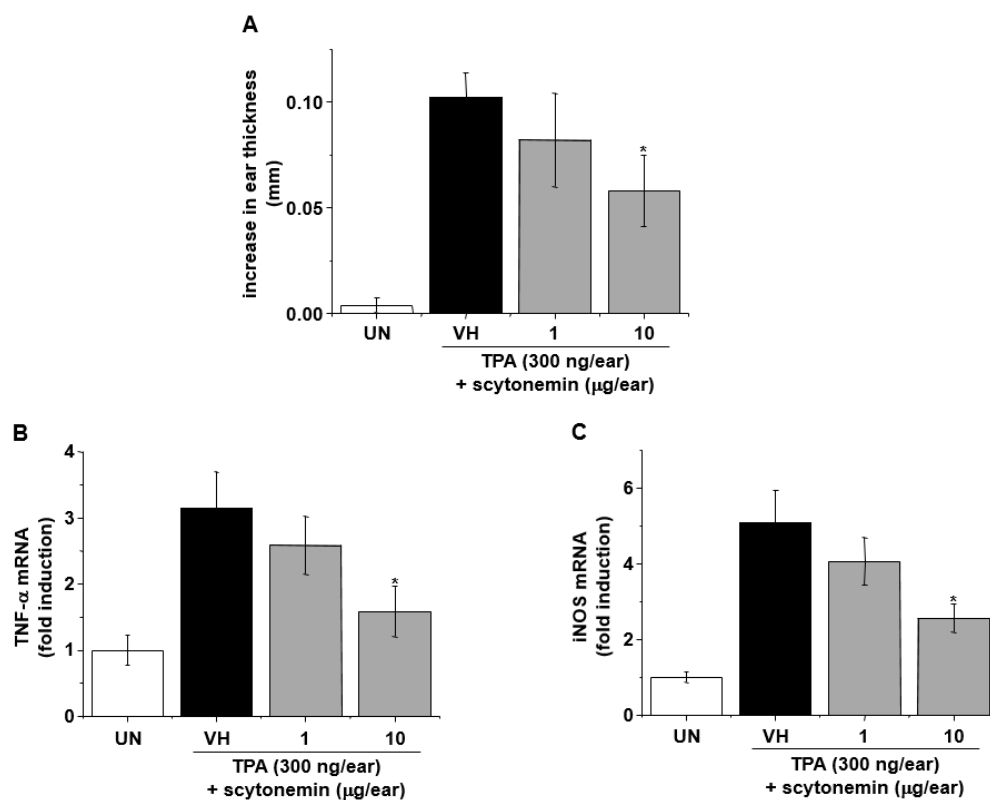 A
increase in ear thickness
(mm)
0.10
0.05
0.00
UN
VH
1
10
TPA (300 ng/ear)
+ scytonemin (μg/ear)
*
B
TNF-α mRNA
(fold induction)
4
3
2
1
0
UN
VH
1
10
TPA (300 ng/ear)
+ scytonemin (μg/ear)
*
C
iNOS mRNA
(fold induction)
6
4
2
0
UN
VH
1
10
TPA (300 ng/ear)
+ scytonemin (μg/ear)
*